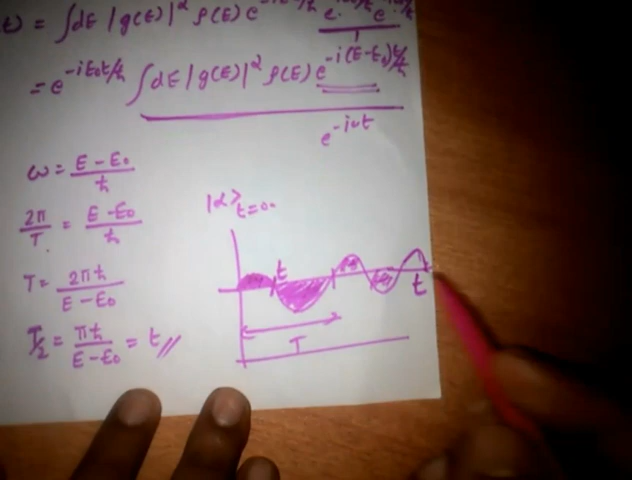 t) = ∫dE |g(E)|² ρ(E) e
= e^{-iE₀t/ħ} ∫dE |g(E)|² ρ(E) e^{-i(E-E₀)t/ħ}
e^{-iωt}
ω = (E - E₀)/ħ
2π/T = (E - E₀)/ħ
T = 2πħ/(E - E₀)
T/2 = πħ/(E - E₀) = t //
|α>_{t=0}.
t
t
T